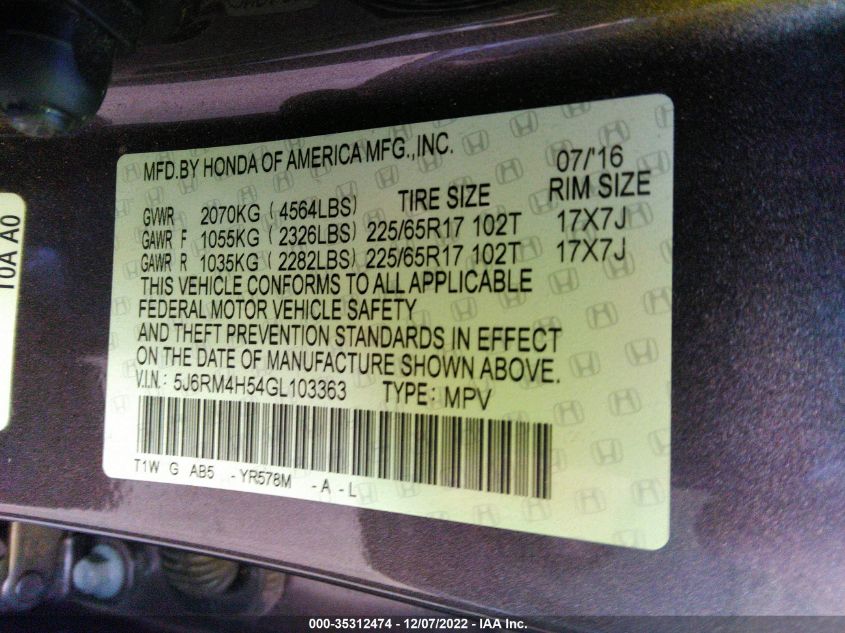 MFD.BY HONDA OF AMERICA MFG.,INC. 07/'16
TIRE SIZE RIM SIZE
GVWR 2070KG ( 4564LBS)
GAWR F 1055KG ( 2326LBS) 225/65R17 102T 17X7J
GAWR R 1035KG ( 2282LBS) 225/65R17 102T 17X7J
THIS VEHICLE CONFORMS TO ALL APPLICABLE
FEDERAL MOTOR VEHICLE SAFETY
AND THEFT PREVENTION STANDARDS IN EFFECT
ON THE DATE OF MANUFACTURE SHOWN ABOVE.
V.I.N.: 5J6RM4H54GL103363 TYPE: MPV
T1W G AB5 -YR578M -A -L
10A A0
000-35312474 - 12/07/2022 - IAA Inc.